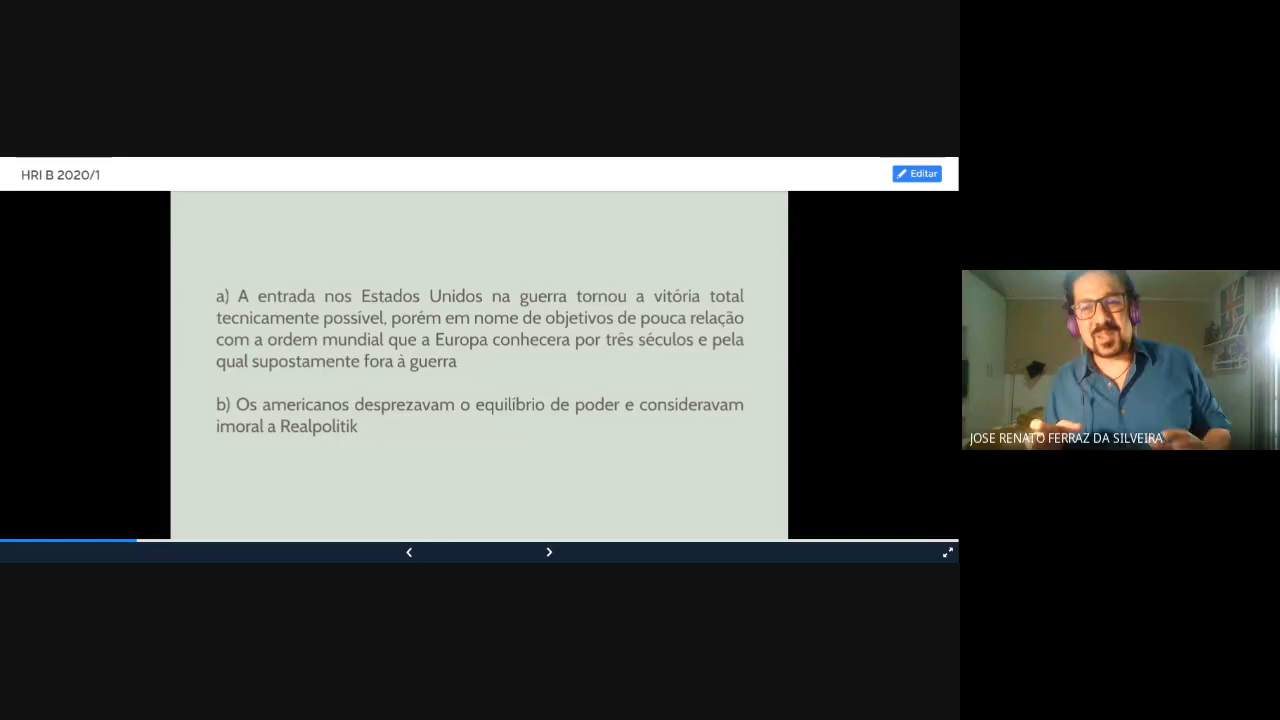 HRI B 2020/1
Editar
a) A entrada nos Estados Unidos na guerra tornou a vitória total
tecnicamente possível, porém em nome de objetivos de pouca relação
com a ordem mundial que a Europa conhecera por três séculos e pela
qual supostamente fora à guerra
b) Os americanos desprezavam o equilíbrio de poder e consideravam
imoral a Realpolitik
JOSE RENATO FERRAZ DA SILVEIRA